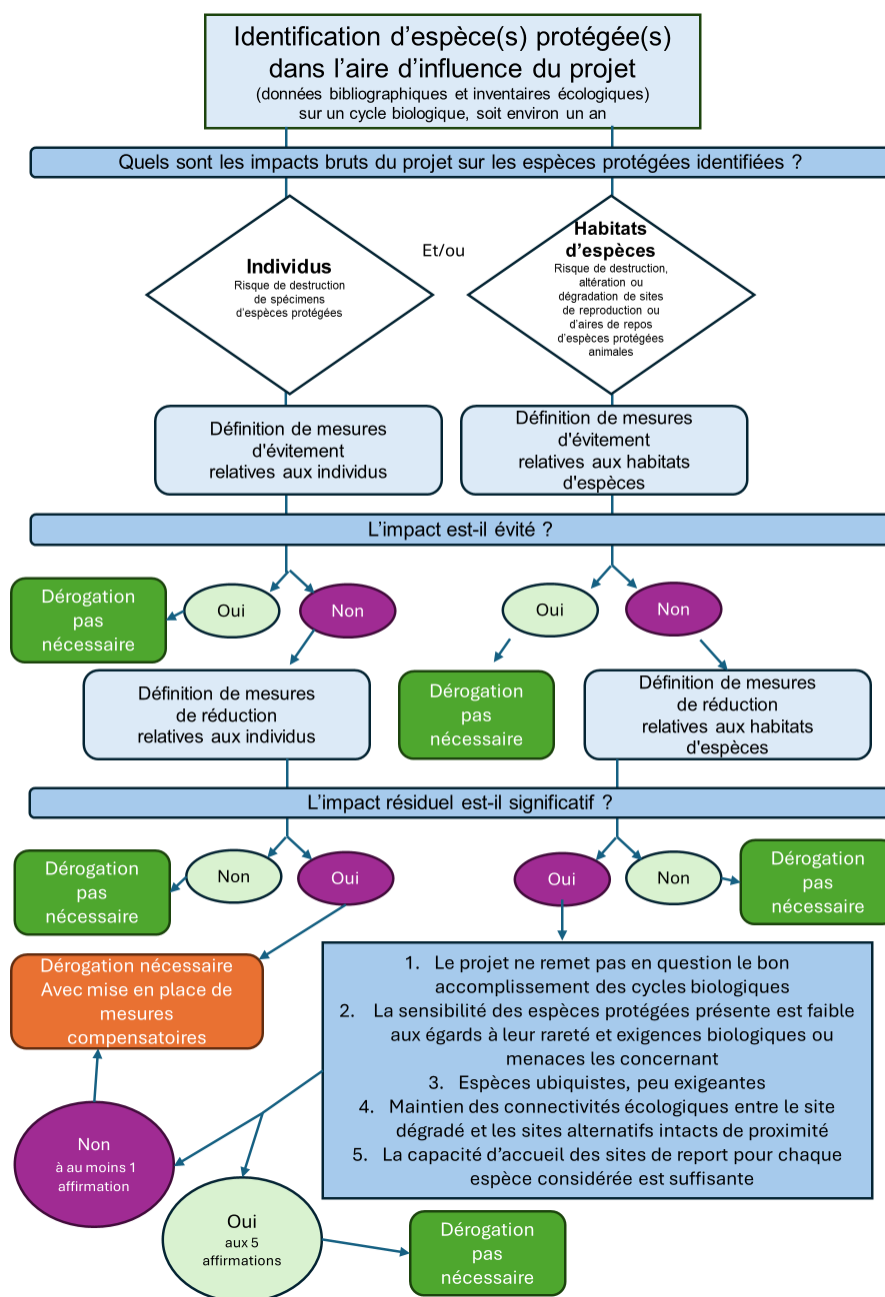 Identification d'espèce(s) protégée(s)
dans l'aire d'influence du projet
(données bibliographiques et inventaires écologiques)
sur un cycle biologique, soit environ un an
Quels sont les impacts bruts du projet sur les espèces protégées identifiées ?
Individus
Risque de destruction
de spécimens
d'espèces protégées
Et/ou
Habitats
d'espèces
Risque de destruction,
altération ou
dégradation de sites
de reproduction ou
d'aires de repos
d'espèces protégées
animales
Définition de mesures
d'évitement
relatives aux individus
Définition de mesures
d'évitement
relatives aux habitats
d'espèces
L'impact est-il évité ?
Dérogation
pas
nécessaire
Oui
Non
Oui
Non
Définition de mesures
de réduction
relatives aux individus
Dérogation
pas
nécessaire
Définition de mesures
de réduction
relatives aux habitats
d'espèces
L'impact résiduel est-il significatif ?
Dérogation
pas
nécessaire
Non
Oui
Oui
Non
Dérogation
pas
nécessaire
Dérogation nécessaire
Avec mise en place de
mesures
compensatoires
1. Le projet ne remet pas en question le bon
accomplissement des cycles biologiques
2. La sensibilité des espèces protégées présente est faible
aux égards à leur rareté et exigences biologiques ou
menaces les concernant
3. Espèces ubiquistes, peu exigeantes
4. Maintien des connectivités écologiques entre le site
dégradé et les sites alternatifs intacts de proximité
5. La capacité d'accueil des sites de report pour chaque
espèce considérée est suffisante
Non
à au moins 1
affirmation
Oui
aux 5
affirmations
Dérogation
pas
nécessaire